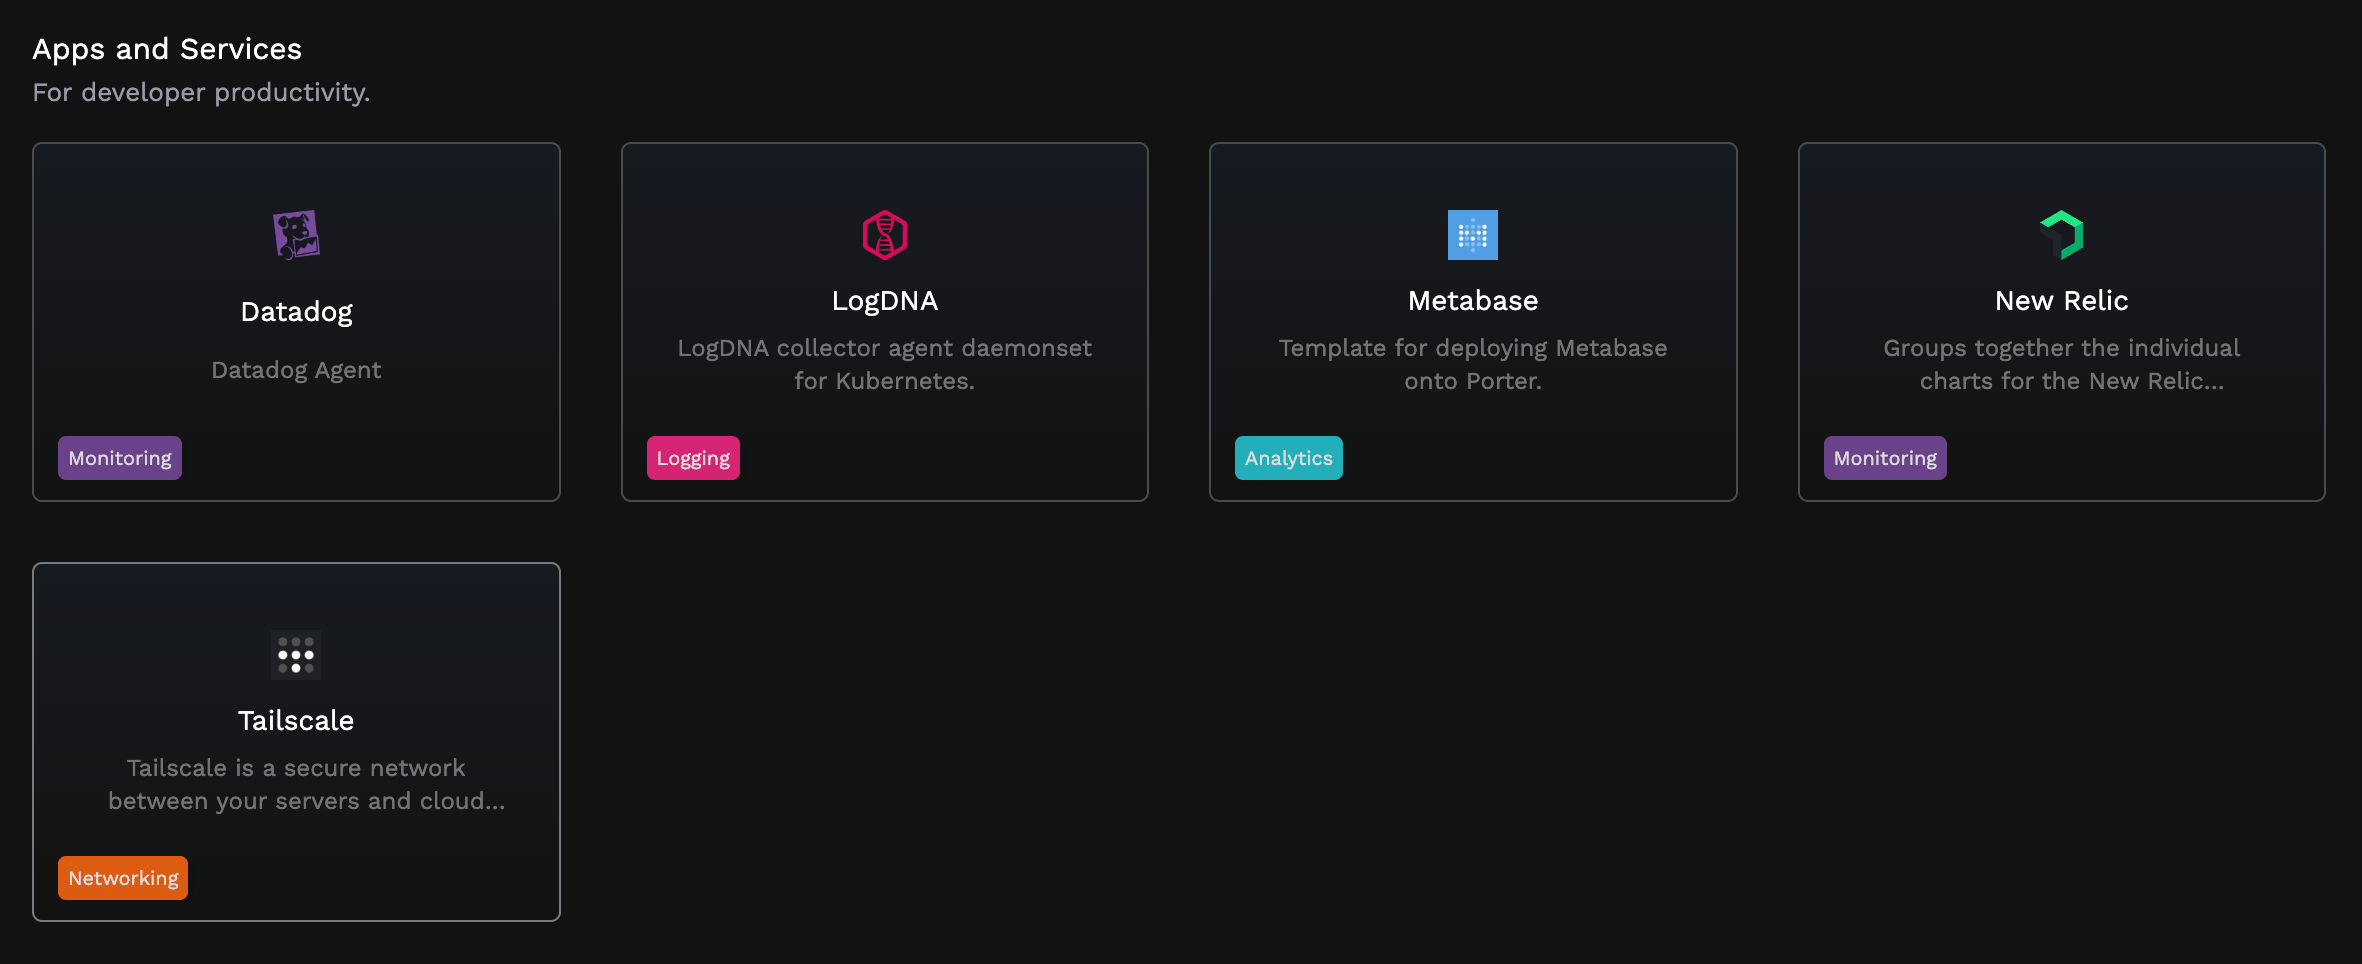 Apps and Services
For developer productivity.
Datadog
Datadog Agent
Monitoring
LogDNA
LogDNA collector agent daemonset
for Kubernetes.
Logging
Metabase
Template for deploying Metabase
onto Porter.
Analytics
New Relic
Groups together the individual
charts for the New Relic...
Monitoring
Tailscale
Tailscale is a secure network
between your servers and cloud...
Networking